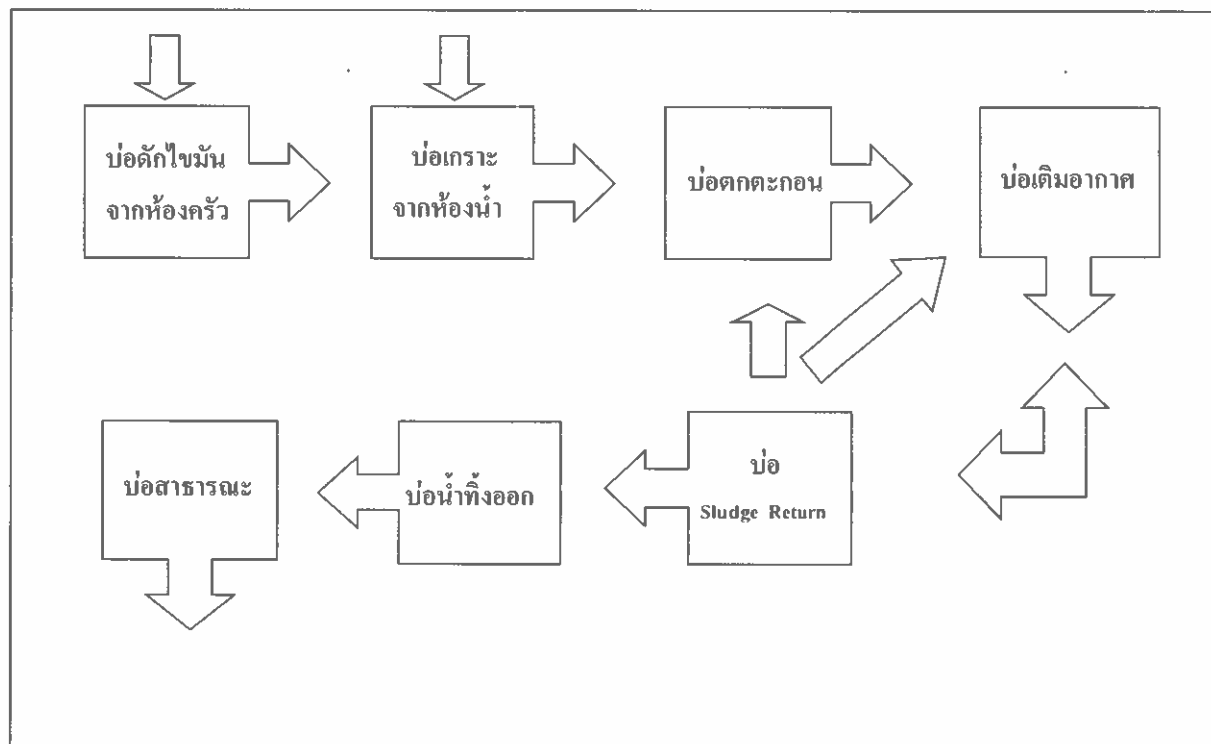 บ่อดักไขมัน
จากห้องครัว
บ่อเกราะ
จากห้องน้ำ
บ่อตกตะกอน
บ่อเติมอากาศ
บ่อสาธารณะ
บ่อน้ำทิ้งออก
บ่อ
Sludge Return